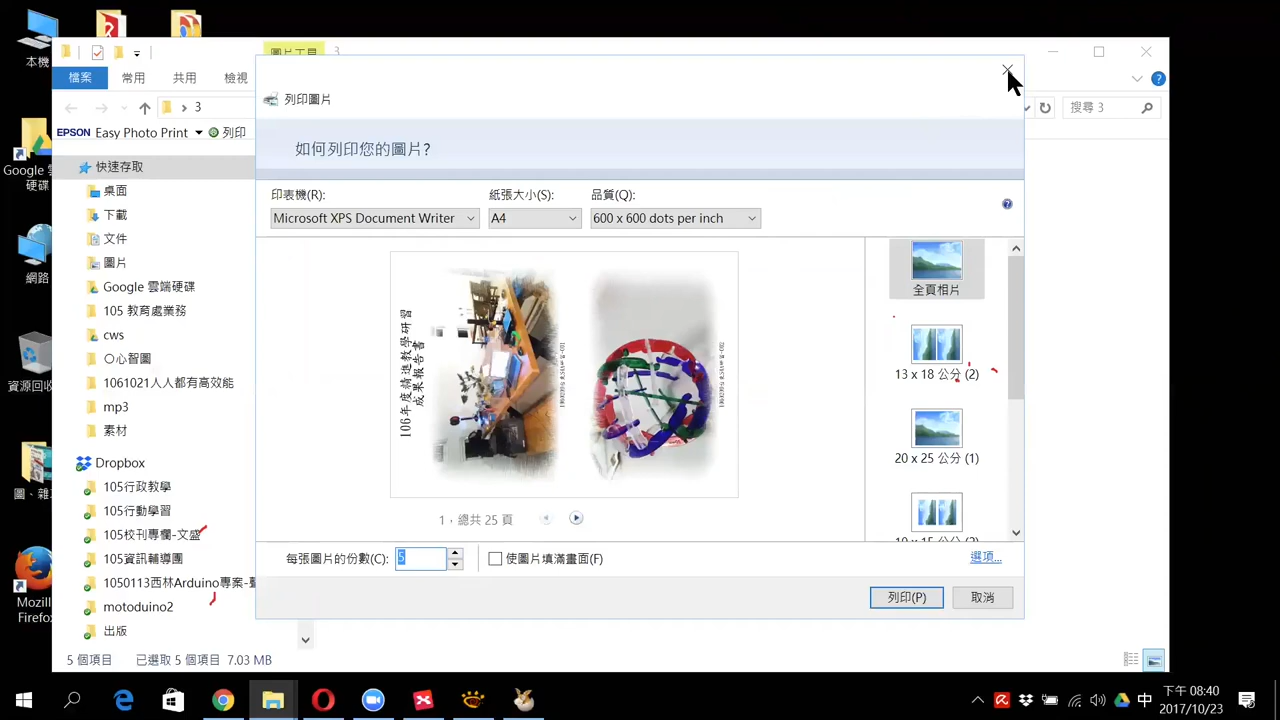 本機
圖片工具
3
檔案
常用
共用
檢視
3
搜尋 3
EPSON Easy Photo Print
列印
列印圖片
如何列印您的圖片?
印表機(R):
紙張大小(S):
品質(Q):
Microsoft XPS Document Writer
A4
600 x 600 dots per inch
快速存取
桌面
下載
文件
圖片
Google 雲端硬碟
105 教育處業務
cws
〇心智圖
1061021人人都有高效能
mp3
素材
Dropbox
105行政教學
105行動學習
105校刊專欄-文盛
105資訊輔導團
1050113西林Arduino專案-
motoduino2
出版
Google
硬碟
網路
資源回收
圖、雜
Mozill
Firefo
106年度精進教學研習
成果報告書
全頁相片
13 x 18 公分 (2)
20 x 25 公分 (1)
1，總共 25 頁
每張圖片的份數(C):
5
使圖片填滿畫面(F)
選項...
列印(P)
取消
5 個項目
已選取 5 個項目 7.03 MB
中
下午 08:40
2017/10/23